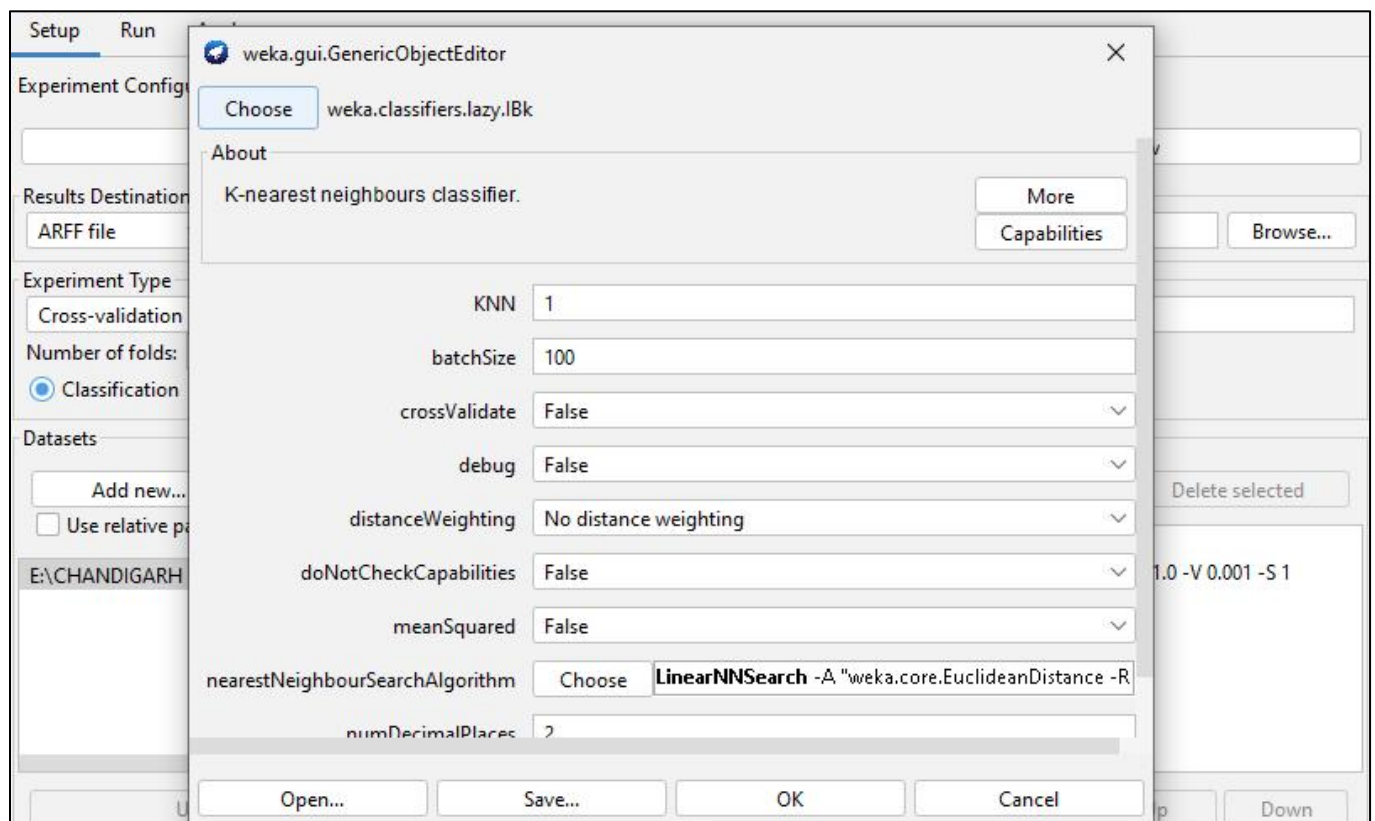 Setup Run
weka.gui.GenericObjectEditor
Experiment Config
Choose weka.classifiers.lazy.IBk
About
K-nearest neighbours classifier.
More
Capabilities
Results Destination
ARFF file
Browse...
Experiment Type
Cross-validation
Number of folds:
Classification
KNN 1
batchSize 100
crossValidate False
debug False
distanceWeighting No distance weighting
doNotCheckCapabilities False
meanSquared False
nearestNeighbourSearchAlgorithm Choose LinearNNSearch -A "weka.core.EuclideanDistance -R
numDecimalPlaces 2
Datasets
Add new...
Delete selected
Use relative pa
E:\CHANDIGARH
1.0 -V 0.001 -S 1
Open... Save... OK Cancel
U
p
Down